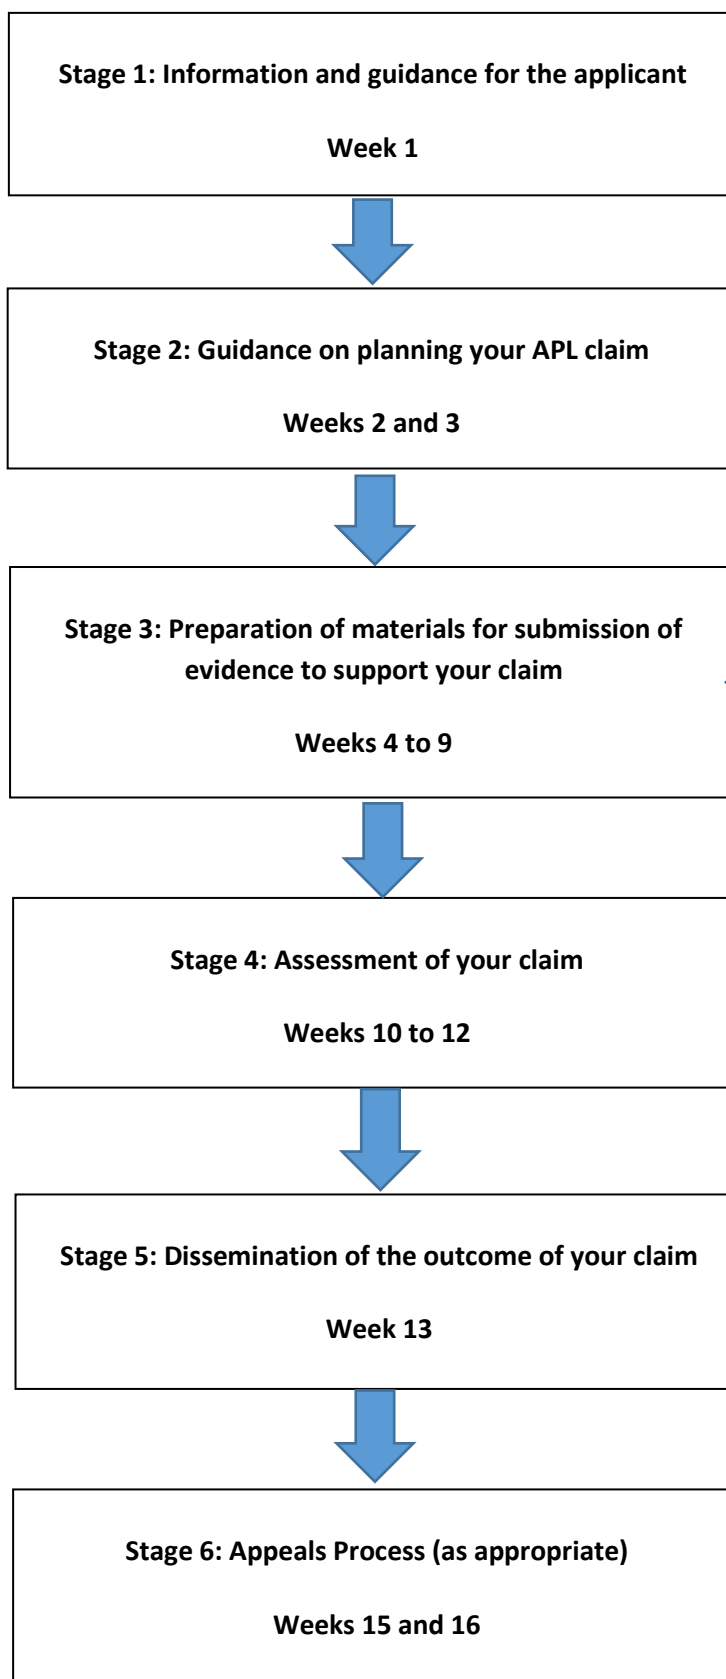 Stage 1: Information and guidance for the applicant
Week 1
Stage 2: Guidance on planning your APL claim
Weeks 2 and 3
Stage 3: Preparation of materials for submission of
evidence to support your claim
Weeks 4 to 9
Stage 4: Assessment of your claim
Weeks 10 to 12
Stage 5: Dissemination of the outcome of your claim
Week 13
Stage 6: Appeals Process (as appropriate)
Weeks 15 and 16